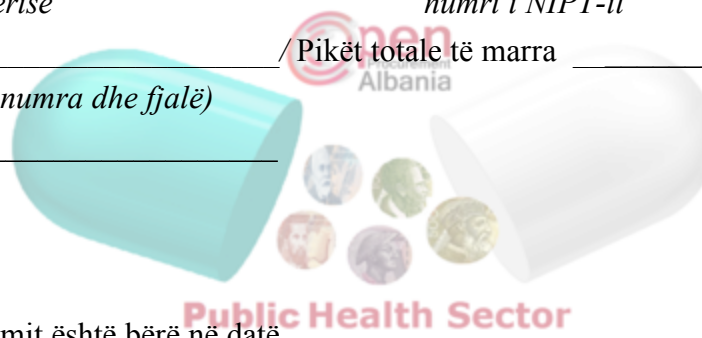 numri i NIPT-it
/ Pikët totale të marra
Open
Procurement
Albania
numra dhe fjalë)
Public Health Sector
mit është bërë në datë